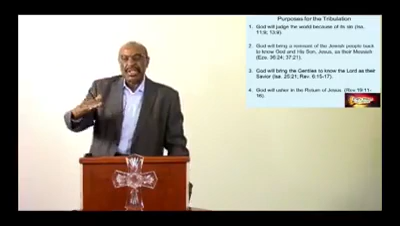 Purposes for the Tribulation
1. God will judge the world because of its sin (Isa.
11:9; 13:9).
2. God will bring a remnant of the Jewish people back
to know God and His Son, Jesus, as their Messiah
(Eze. 36:24; 37:21).
3. God will bring the Gentiles to know the Lord as their
Savior (Isa. 25:21; Rev. 6:15-17).
4. God will usher in the Return of Jesus. (Rev.19:11-
16).